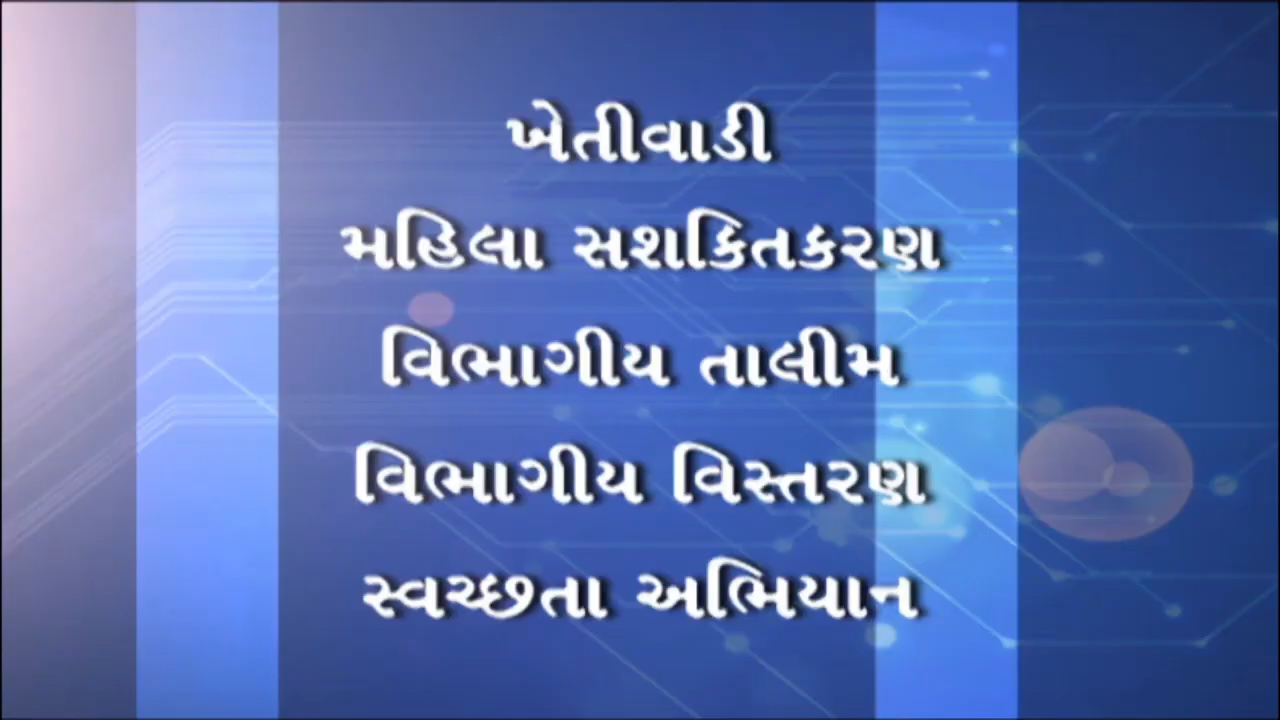 ખેતીવાડી
મહિલા સશકિતકરણ
વિભાગીય તાલીમ
વિભાગીય વિસ્તરણ
સ્વચ્છતા અભિયાન